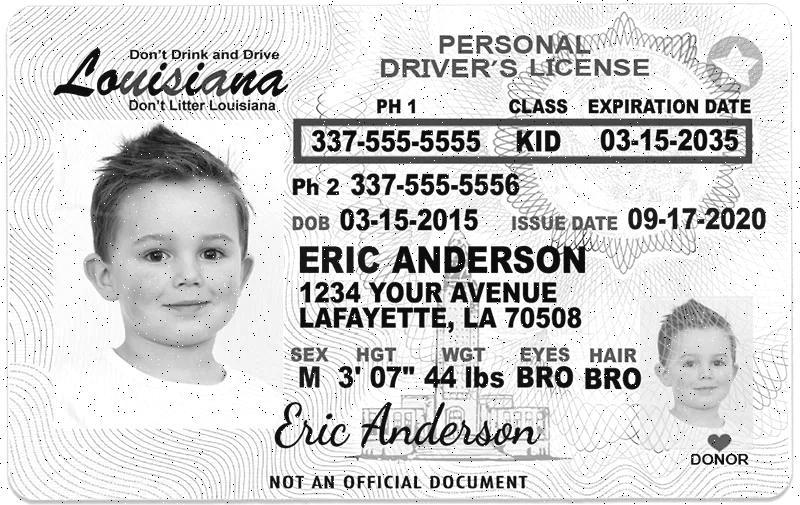 Don't Drink and Drive
Louisiana
Don't Litter Louisiana
PERSONAL
DRIVER'S LICENSE
PH 1 CLASS EXPIRATION DATE
337-555-5555 KID 03-15-2035
Ph 2 337-555-5556
DOB 03-15-2015 ISSUE DATE 09-17-2020
ERIC ANDERSON
1234 YOUR AVENUE
LAFAYETTE, LA 70508
SEX HGT WGT EYES HAIR
M 3' 07" 44 lbs BRO BRO
Eric Anderson
DONOR
NOT AN OFFICIAL DOCUMENT